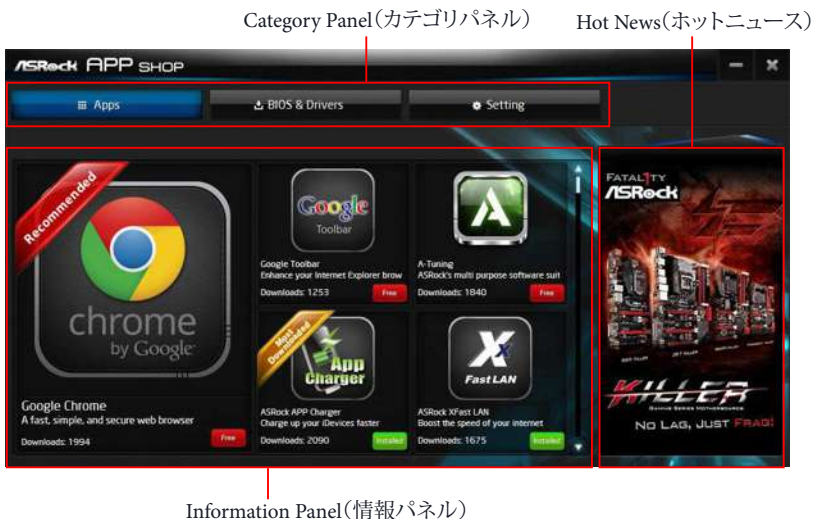 Category Panel(カテゴリパネル)
Hot News(ホットニュース)
ASRock APP SHOP
Apps
BIOS & Drivers
Setting
Recommended
chrome
by Google
Google Chrome
A fast, simple, and secure web browser
Downloads: 1994
Free
Google
Toolbar
Google Toolbar
Enhance your Internet Explorer brow
Downloads: 1253
Free
A-Tuning
ASRock's multi purpose software suit
Downloads: 1840
Free
Most
Downloaded
App
Charger
ASRock APP Charger
Charge up your iDevices faster
Downloads: 2090
Installed
X
Fast LAN
ASRock XFast LAN
Boost the speed of your internet
Downloads: 1675
Installed
FATAL1TY
ASRock
KILLER
GAMING SERIES MOTHERBOARDS
NO LAG, JUST FRAG!
Information Panel(情報パネル)